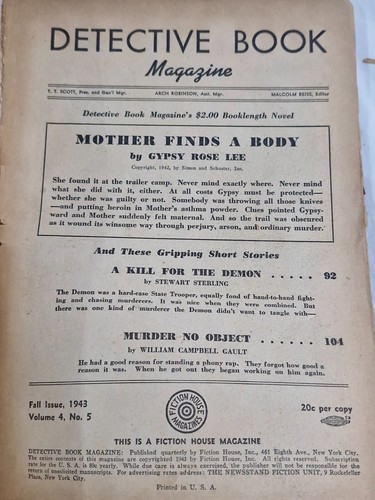 DETECTIVE BOOK
Magazine
T. T. SCOTT, Pres. and Gen'l Mgr.
ARCH ROBINSON, Asst. Mgr.
MALCOLM REISS, Editor
Detective Book Magazine's $2.00 Booklength Novel
MOTHER FINDS A BODY
by GYPSY ROSE LEE
Copyright, 1942, by Simon and Schuster, Inc.
She found it at the trailer camp. Never mind exactly where. Never mind
what she did with it, either. At all costs Gypsy must be protected—
whether she was guilty or not. Somebody was throwing all those knives
—and putting heroin in Mother's asthma powder. Clues pointed Gypsy-
ward and Mother suddenly felt maternal. And so the trail was obscured
as it wound its winsome way through perjury, arson, and ordinary murder.
And These Gripping Short Stories
A KILL FOR THE DEMON . . . . . 92
by STEWART STERLING
The Demon was a hard-case State Trooper, equally fond of hand-to-hand fight-
ing and chasing murderers. It was nice when they were combined. But
there was one kind of murderer the Demon didn't want to tangle with—
MURDER NO OBJECT . . . . . 104
by WILLIAM CAMPBELL GAULT
He had a good reason for standing a phony rap. They forgot how good a
reason it was. When he got out they began working on him again.
Fall Issue, 1943
Volume 4, No. 5
FICTION HOUSE
MAGAZINES
20c per copy
THIS IS A FICTION HOUSE MAGAZINE
DETECTIVE BOOK MAGAZINE: Published quarterly by Fiction House, Inc., 461 Eighth Ave., New York City.
The entire contents of this magazine are copyrighted 1943 by Fiction House, Inc. All rights reserved. Subscription
rate for the U. S. A. is 80c yearly. While due care is always exercised, the publisher will not be responsible for the
return of unsolicited manuscripts. For advertising rates address: THE NEWSSTAND FICTION UNIT, 9 Rockefeller
Plaza, New York City.
Printed in U. S. A.